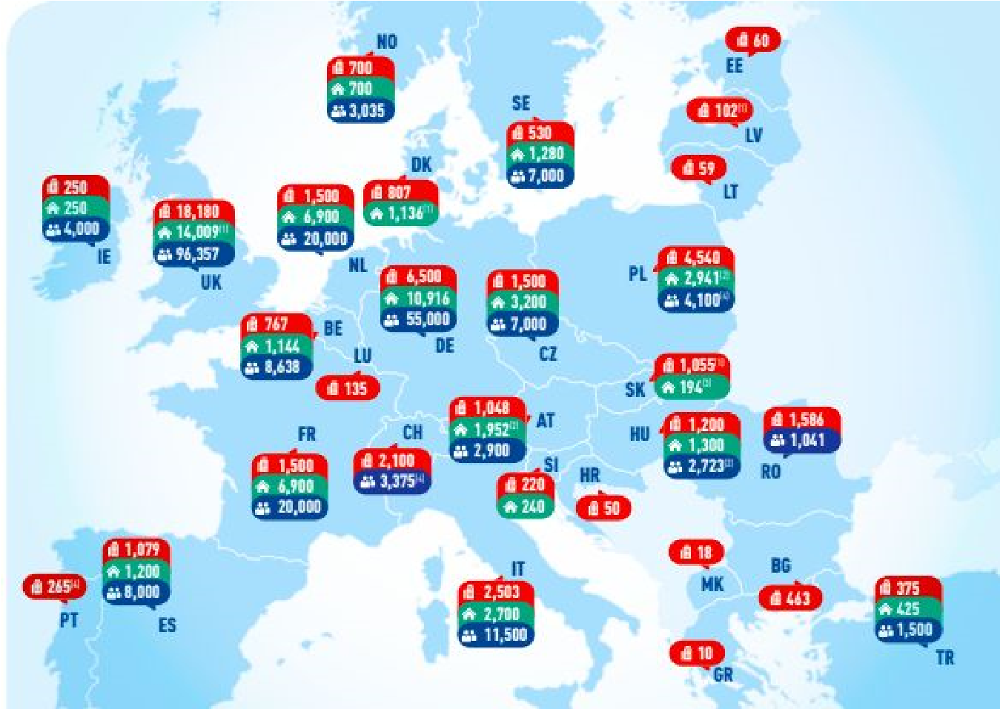 NO
700
700
3,035
60
EE
SE
530
1,280
7,000
102(1)
LV
59
LT
DK
807
1,136(1)
250
250
4,000
IE
18,180
14,009(1)
96,357
UK
1,500
6,900
20,000
NL
6,500
10,916
55,000
DE
1,500
3,200
7,000
CZ
PL
4,540
2,941(2)
4,100(4)
767
1,144
8,638
BE
LU
135
SK
1,055(1)
194(2)
1,048
1,952(2)
2,900
AT
HU
1,200
1,300
2,723(2)
1,586
1,041
RO
FR
1,500
6,900
20,000
CH
2,100
3,375(4)
SI
220
240
HR
50
265(4)
PT
1,079
1,200
8,000
ES
IT
2,503
2,700
11,500
18
MK
BG
463
375
425
1,500
TR
10
GR